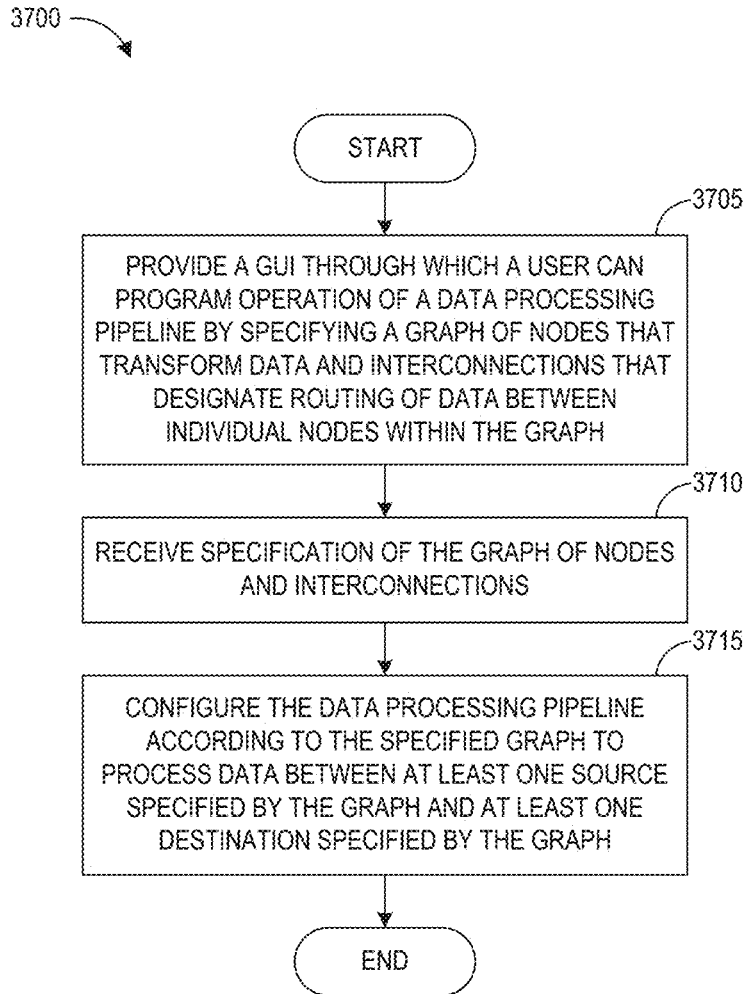 3700
START
3705
PROVIDE A GUI THROUGH WHICH A USER CAN
PROGRAM OPERATION OF A DATA PROCESSING
PIPELINE BY SPECIFYING A GRAPH OF NODES THAT
TRANSFORM DATA AND INTERCONNECTIONS THAT
DESIGNATE ROUTING OF DATA BETWEEN
INDIVIDUAL NODES WITHIN THE GRAPH
3710
RECEIVE SPECIFICATION OF THE GRAPH OF NODES
AND INTERCONNECTIONS
3715
CONFIGURE THE DATA PROCESSING PIPELINE
ACCORDING TO THE SPECIFIED GRAPH TO
PROCESS DATA BETWEEN AT LEAST ONE SOURCE
SPECIFIED BY THE GRAPH AND AT LEAST ONE
DESTINATION SPECIFIED BY THE GRAPH
END